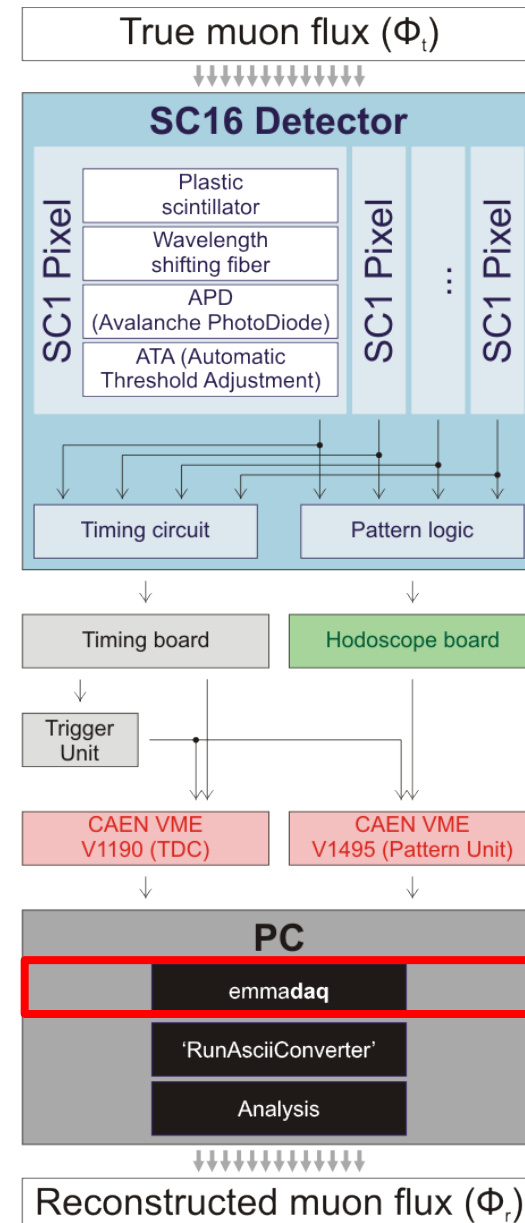 True muon flux (Φt)
SC16 Detector
SC1 Pixel
Plastic
scintillator
Wavelength
shifting fiber
APD
(Avalanche PhotoDiode)
ATA (Automatic
Threshold Adjustment)
SC1 Pixel
...
SC1 Pixel
Timing circuit
Pattern logic
Timing board
Hodoscope board
Trigger
Unit
CAEN VME
V1190 (TDC)
CAEN VME
V1495 (Pattern Unit)
PC
emmadaq
‘RunAsciiConverter’
Analysis
Reconstructed muon flux (Φr)